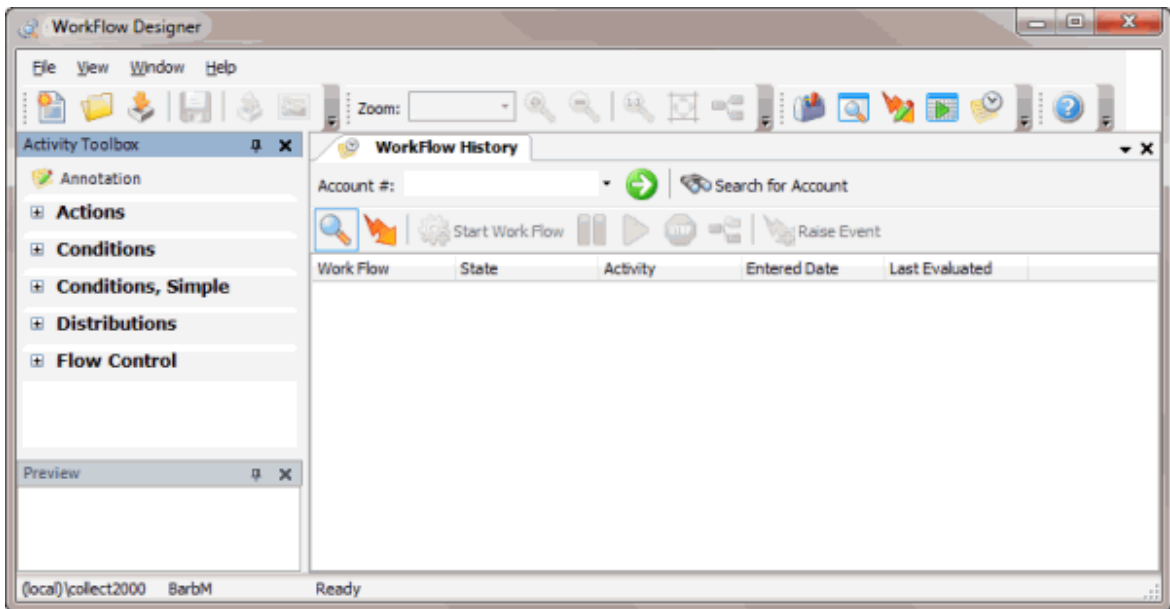 WorkFlow Designer
File View Window Help
Zoom:
Activity Toolbox
WorkFlow History
Annotation
Account #:
Search for Account
Actions
Start Work Flow
Raise Event
Conditions
Work Flow State Activity Entered Date Last Evaluated
Conditions, Simple
Distributions
Flow Control
Preview
(local)\collect2000 BarbM Ready